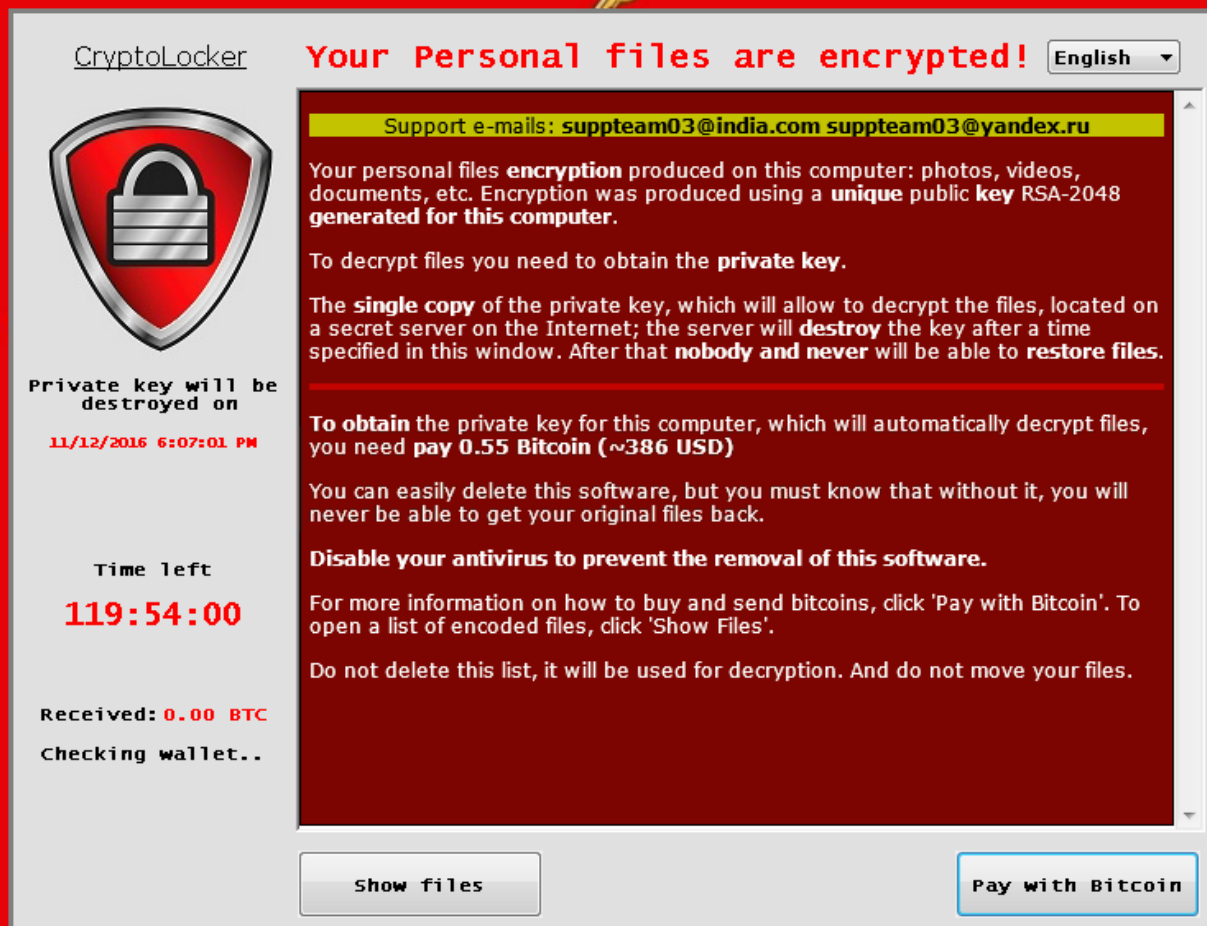 CryptoLocker
Your Personal files are encrypted!
English
Support e-mails: suppteam03@india.com suppteam03@yandex.ru
Your personal files encryption produced on this computer: photos, videos,
documents, etc. Encryption was produced using a unique public key RSA-2048
generated for this computer.
To decrypt files you need to obtain the private key.
The single copy of the private key, which will allow to decrypt the files, located on
a secret server on the Internet; the server will destroy the key after a time
specified in this window. After that nobody and never will be able to restore files.
To obtain the private key for this computer, which will automatically decrypt files,
you need pay 0.55 Bitcoin (~386 USD)
You can easily delete this software, but you must know that without it, you will
never be able to get your original files back.
Disable your antivirus to prevent the removal of this software.
For more information on how to buy and send bitcoins, click 'Pay with Bitcoin'. To
open a list of encoded files, click 'Show Files'.
Do not delete this list, it will be used for decryption. And do not move your files.
Private key will be
destroyed on
11/12/2016 6:07:01 PM
Time left
119:54:00
Received: 0.00 BTC
Checking wallet..
Show files
Pay with Bitcoin